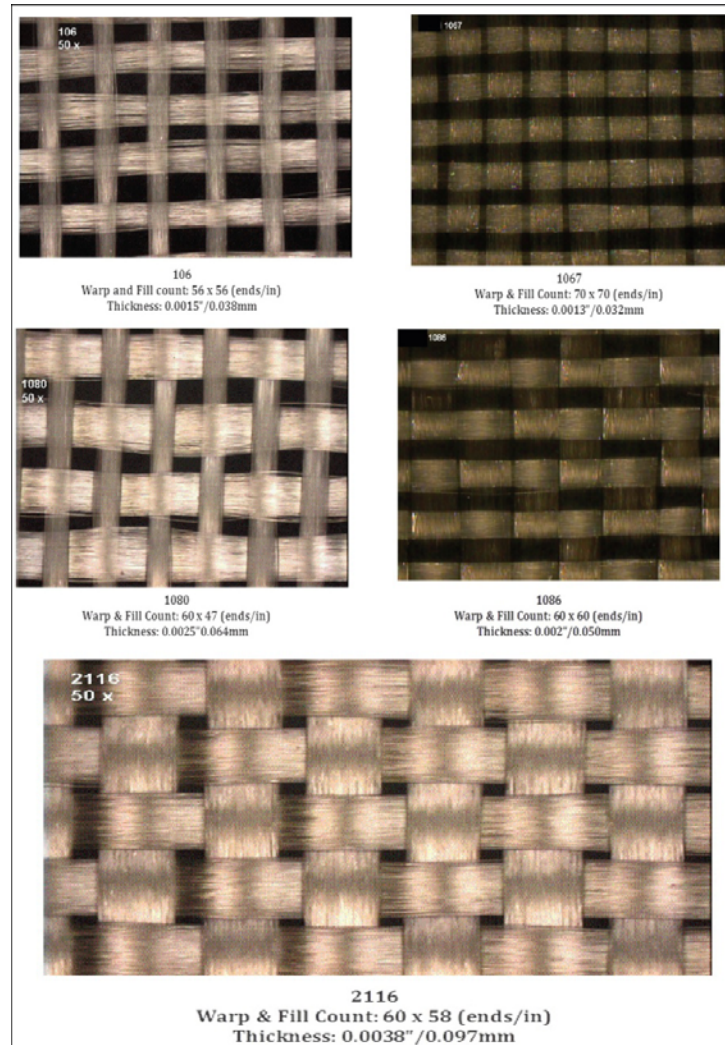 106
50 x
1067
106
Warp and Fill count: 56 x 56 (ends/in)
Thickness: 0.0015"/0.038mm
1067
Warp & Fill Count: 70 x 70 (ends/in)
Thickness: 0.0013"/0.032mm
1080
50 x
1086
1080
Warp & Fill Count: 60 x 47 (ends/in)
Thickness: 0.0025"0.064mm
1086
Warp & Fill Count: 60 x 60 (ends/in)
Thickness: 0.002"/0.050mm
2116
50 x
2116
Warp & Fill Count: 60 x 58 (ends/in)
Thickness: 0.0038"/0.097mm